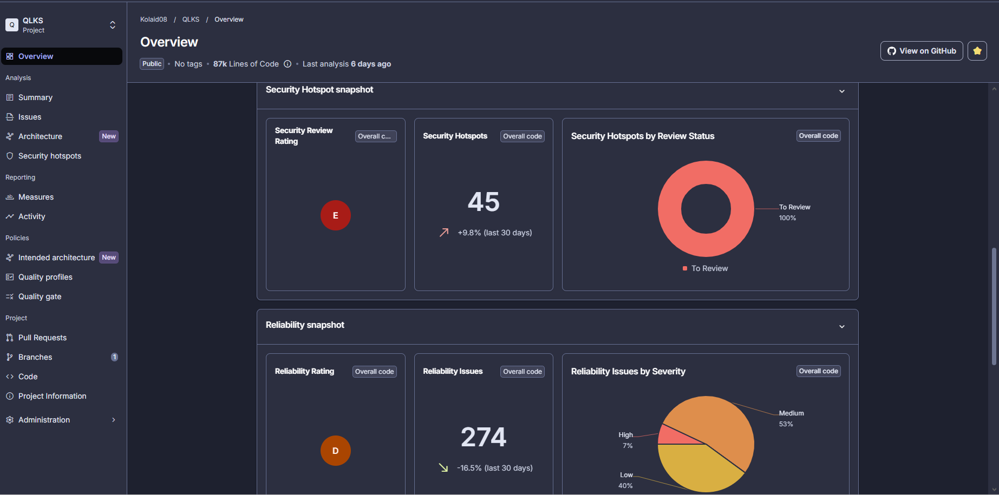 Q
QLKS
Project
Overview
Analysis
Summary
Issues
Architecture New
Security hotspots
Reporting
Measures
Activity
Policies
Intended architecture New
Quality profiles
Quality gate
Project
Pull Requests
Branches 1
Code
Project Information
Administration
Kolaid08 / QLKS / Overview
Overview
Public • No tags • 87k Lines of Code • Last analysis 6 days ago
View on GitHub
Security Hotspot snapshot
Security Review
Rating
Overall c...
E
Security Hotspots Overall code
45
+9.8% (last 30 days)
Security Hotspots by Review Status Overall code
To Review
100%
To Review
Reliability snapshot
Reliability Rating Overall code
D
Reliability Issues Overall code
274
-16.5% (last 30 days)
Reliability Issues by Severity Overall code
Medium
53%
High
7%
Low
40%